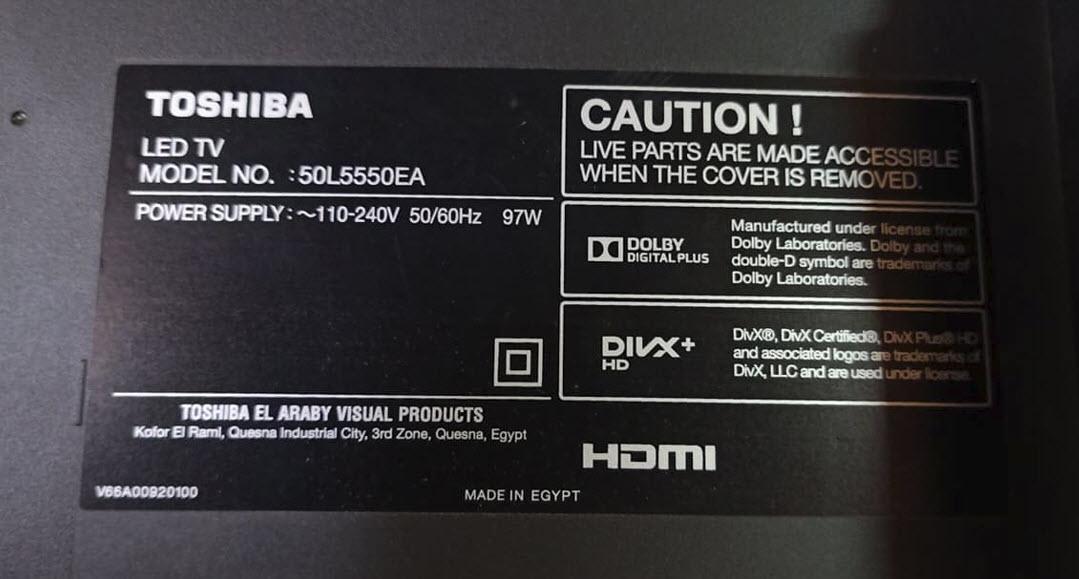 TOSHIBA
LED TV
MODEL NO. :50L5550EA
POWER SUPPLY: ~110-240V 50/60Hz 97W
TOSHIBA EL ARABY VISUAL PRODUCTS
Kofor El Raml, Quesna Industrial City, 3rd Zone, Quesna, Egypt
V66A00920100
MADE IN EGYPT
CAUTION !
LIVE PARTS ARE MADE ACCESSIBLE
WHEN THE COVER IS REMOVED.
DOLBY
DIGITAL PLUS
Manufactured under license from
Dolby Laboratories. Dolby and the
double-D symbol are trademarks of
Dolby Laboratories.
DIVX+
HD
DivX®, DivX Certified®, DivX Plus® HD
and associated logos are trademarks of
DivX, LLC and are used under license.
HDMI